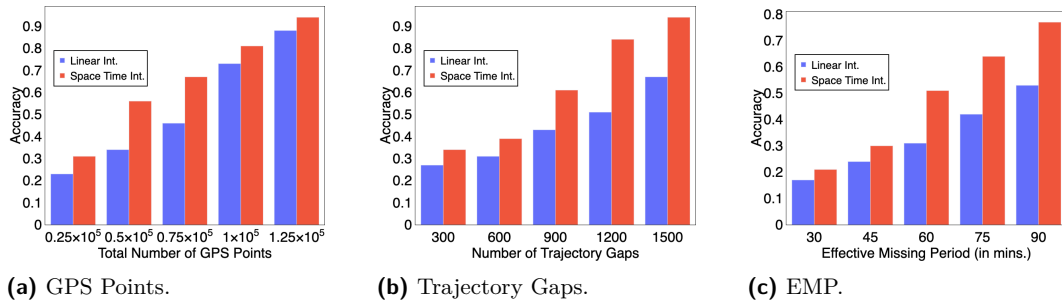 Accuracy
0.9
0.8
0.7
0.6
0.5
0.4
0.3
0.2
0.1
0
Linear Int.
Space Time Int.
0.25×10⁵ 0.5×10⁵ 0.75×10⁵ 1×10⁵ 1.25×10⁵
Total Number of GPS Points
(a) GPS Points.
Accuracy
0.9
0.8
0.7
0.6
0.5
0.4
0.3
0.2
0.1
0
Linear Int.
Space Time Int.
300 600 900 1200 1500
Number of Trajectory Gaps
(b) Trajectory Gaps.
Accuracy
0.8
0.7
0.6
0.5
0.4
0.3
0.2
0.1
0
Linear Int.
Space Time Int.
30 45 60 75 90
Effective Missing Period (in mins.)
(c) EMP.